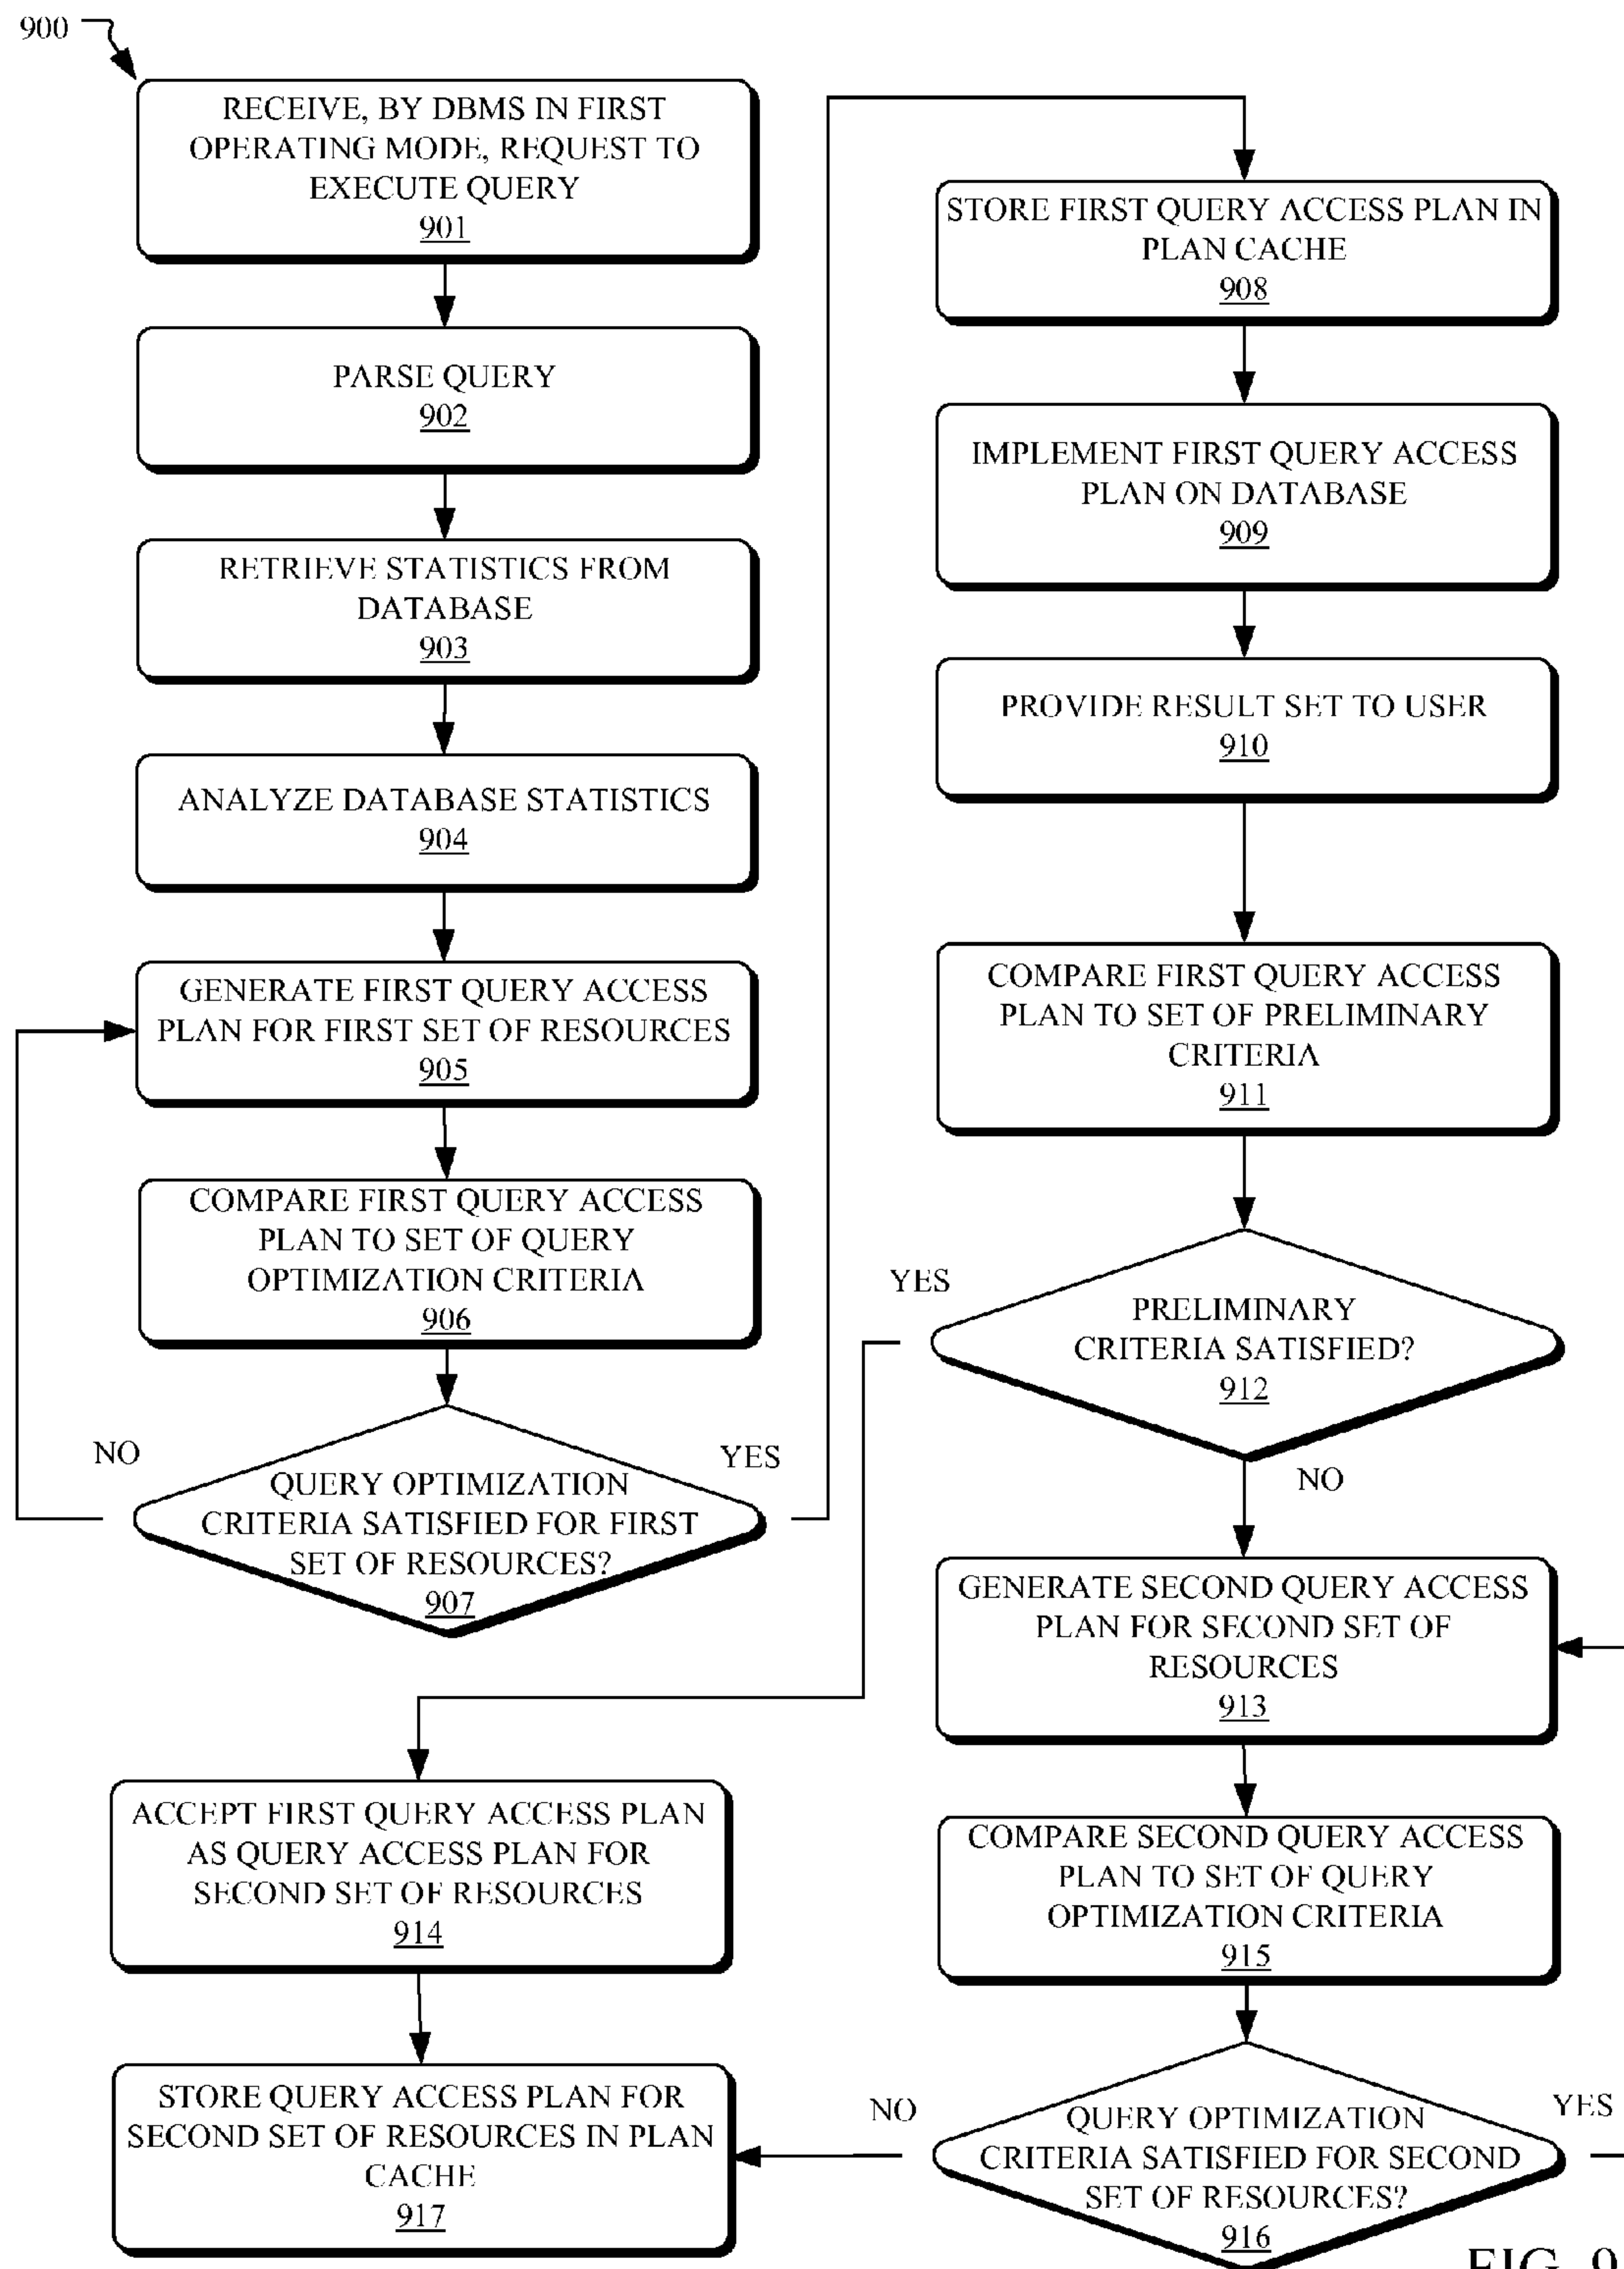 900
RECEIVE, BY DBMS IN FIRST
OPERATING MODE, REQUEST TO
EXECUTE QUERY
901
PARSE QUERY
902
RETRIEVE STATISTICS FROM
DATABASE
903
ANALYZE DATABASE STATISTICS
904
GENERATE FIRST QUERY ACCESS
PLAN FOR FIRST SET OF RESOURCES
905
COMPARE FIRST QUERY ACCESS
PLAN TO SET OF QUERY
OPTIMIZATION CRITERIA
906
NO
YES
QUERY OPTIMIZATION
CRITERIA SATISFIED FOR FIRST
SET OF RESOURCES?
907
STORE FIRST QUERY ACCESS PLAN IN
PLAN CACHE
908
IMPLEMENT FIRST QUERY ACCESS
PLAN ON DATABASE
909
PROVIDE RESULT SET TO USER
910
COMPARE FIRST QUERY ACCESS
PLAN TO SET OF PRELIMINARY
CRITERIA
911
YES
PRELIMINARY
CRITERIA SATISFIED?
912
NO
GENERATE SECOND QUERY ACCESS
PLAN FOR SECOND SET OF
RESOURCES
913
ACCEPT FIRST QUERY ACCESS PLAN
AS QUERY ACCESS PLAN FOR
SECOND SET OF RESOURCES
914
COMPARE SECOND QUERY ACCESS
PLAN TO SET OF QUERY
OPTIMIZATION CRITERIA
915
NO
YES
QUERY OPTIMIZATION
CRITERIA SATISFIED FOR SECOND
SET OF RESOURCES?
916
STORE QUERY ACCESS PLAN FOR
SECOND SET OF RESOURCES IN PLAN
CACHE
917
FIG. 9